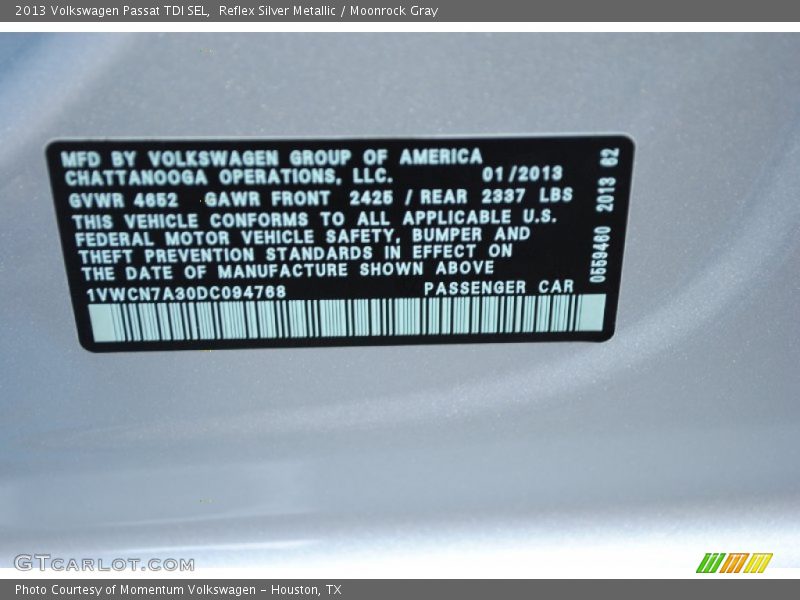 2013 Volkswagen Passat TDI SEL, Reflex Silver Metallic / Moonrock Gray
MFD BY VOLKSWAGEN GROUP OF AMERICA
CHATTANOOGA OPERATIONS, LLC. 01/2013
GVWR 4652 GAWR FRONT 2425 / REAR 2337 LBS
THIS VEHICLE CONFORMS TO ALL APPLICABLE U.S.
FEDERAL MOTOR VEHICLE SAFETY, BUMPER AND
THEFT PREVENTION STANDARDS IN EFFECT ON
THE DATE OF MANUFACTURE SHOWN ABOVE
1VWCN7A30DC094768 PASSENGER CAR
0559460 2013 62
GTCARLOT.COM
Photo Courtesy of Momentum Volkswagen - Houston, TX